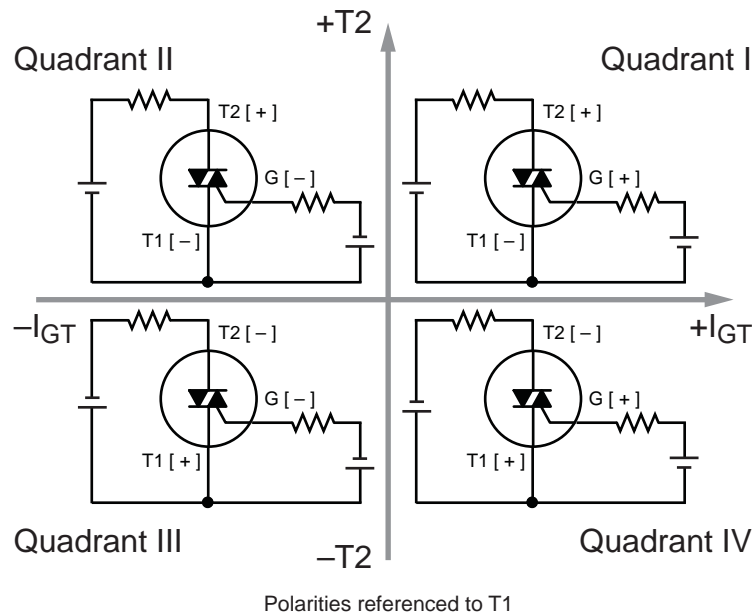 +T2
Quadrant II
Quadrant I
T2 [ + ]
T2 [ + ]
G [ – ]
G [ + ]
T1 [ – ]
T1 [ – ]
–IGT
+IGT
T2 [ – ]
T2 [ – ]
G [ – ]
G [ + ]
T1 [ + ]
T1 [ + ]
Quadrant III
Quadrant IV
–T2
Polarities referenced to T1